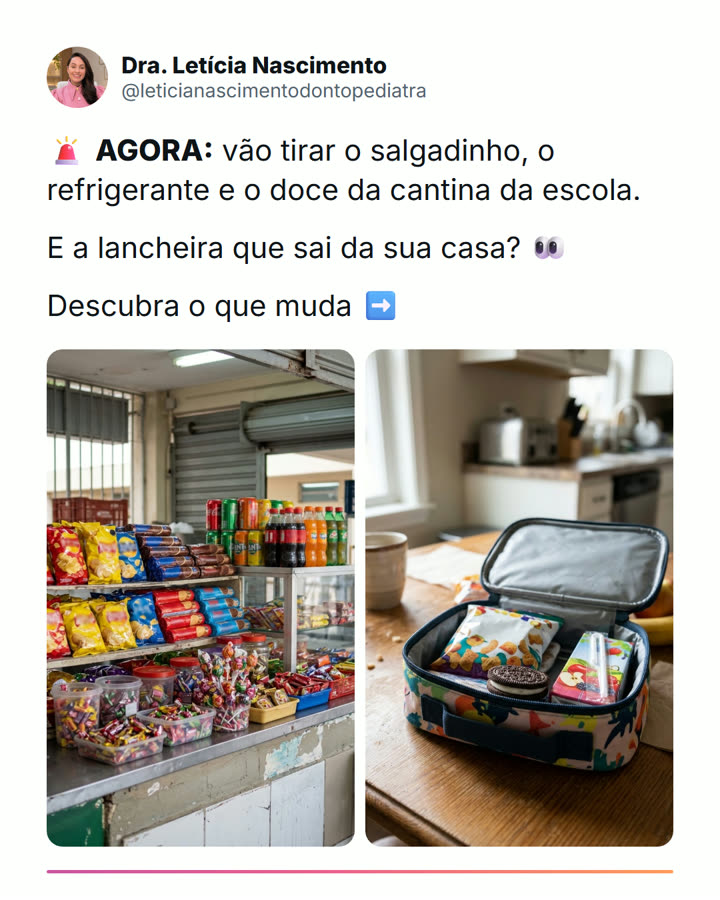 Dra. Letícia Nascimento
@leticianascimentodontopediatra
🚨 AGORA: vão tirar o salgadinho, o
refrigerante e o doce da cantina da escola.
E a lancheira que sai da sua casa? 👀
Descubra o que muda ➡️